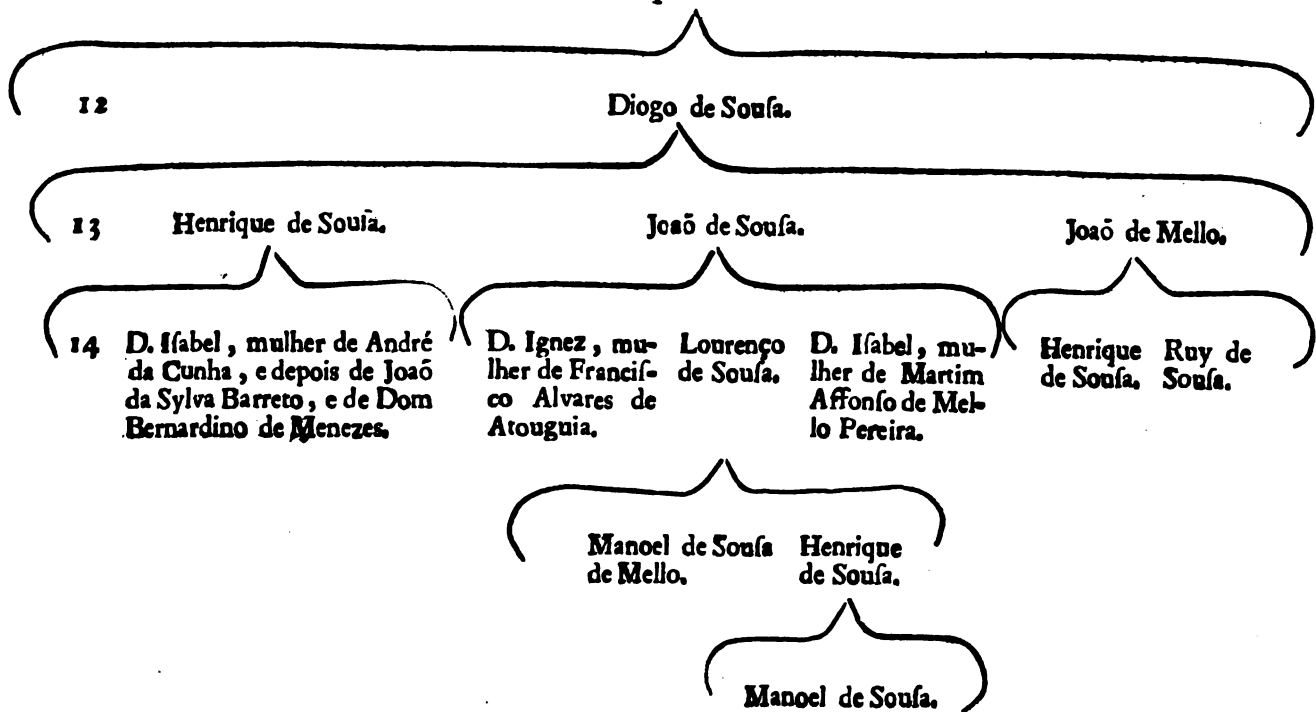 12 Diogo de Souſa.
13 Henrique de Souſa. Joaõ de Souſa. Joaõ de Mello.
14 D. Iſabel, mulher de André
da Cunha, e depois de Joaõ
da Sylva Barreto, e de Dom
Bernardino de Menezes.
D. Ignez, mu-
lher de Franciſ-
co Alvares de
Atouguia.
Lourenço
de Souſa.
D. Iſabel, mu-
lher de Martim
Affonſo de Mel-
lo Pereira.
Henrique
de Souſa.
Ruy de
Souſa.
Manoel de Souſa
de Mello.
Henrique
de Souſa.
Manoel de Souſa.